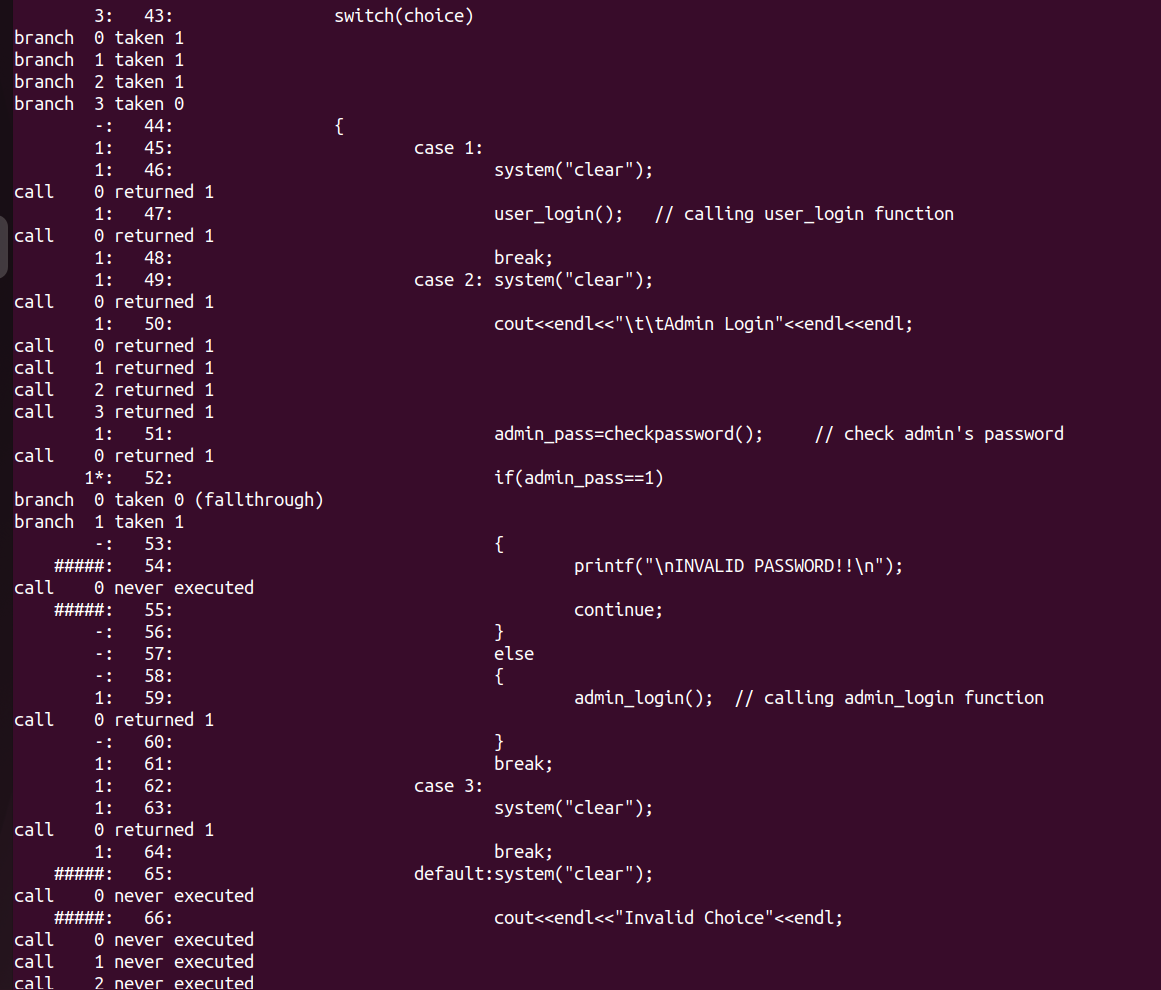 3:   43:                switch(choice)
branch  0 taken 1
branch  1 taken 1
branch  2 taken 1
branch  3 taken 0
        -:   44:                {
        1:   45:                        case 1:
        1:   46:                                system("clear");
call    0 returned 1
        1:   47:                                user_login();   // calling user_login function
call    0 returned 1
        1:   48:                                break;
        1:   49:                        case 2: system("clear");
call    0 returned 1
        1:   50:                                cout<<endl<<"\t\tAdmin Login"<<endl<<endl;
call    0 returned 1
call    1 returned 1
call    2 returned 1
call    3 returned 1
        1:   51:                                admin_pass=checkpassword();     // check admin's password
call    0 returned 1
       1*:   52:                                if(admin_pass==1)
branch  0 taken 0 (fallthrough)
branch  1 taken 1
        -:   53:                                {
    #####:   54:                                        printf("\nINVALID PASSWORD!!\n");
call    0 never executed
    #####:   55:                                        continue;
        -:   56:                                }
        -:   57:                                else
        -:   58:                                {
        1:   59:                                        admin_login();  // calling admin_login function
call    0 returned 1
        -:   60:                                }
        1:   61:                                break;
        1:   62:                        case 3:
        1:   63:                                system("clear");
call    0 returned 1
        1:   64:                                break;
    #####:   65:                        default:system("clear");
call    0 never executed
    #####:   66:                                cout<<endl<<"Invalid Choice"<<endl;
call    0 never executed
call    1 never executed
call    2 never executed